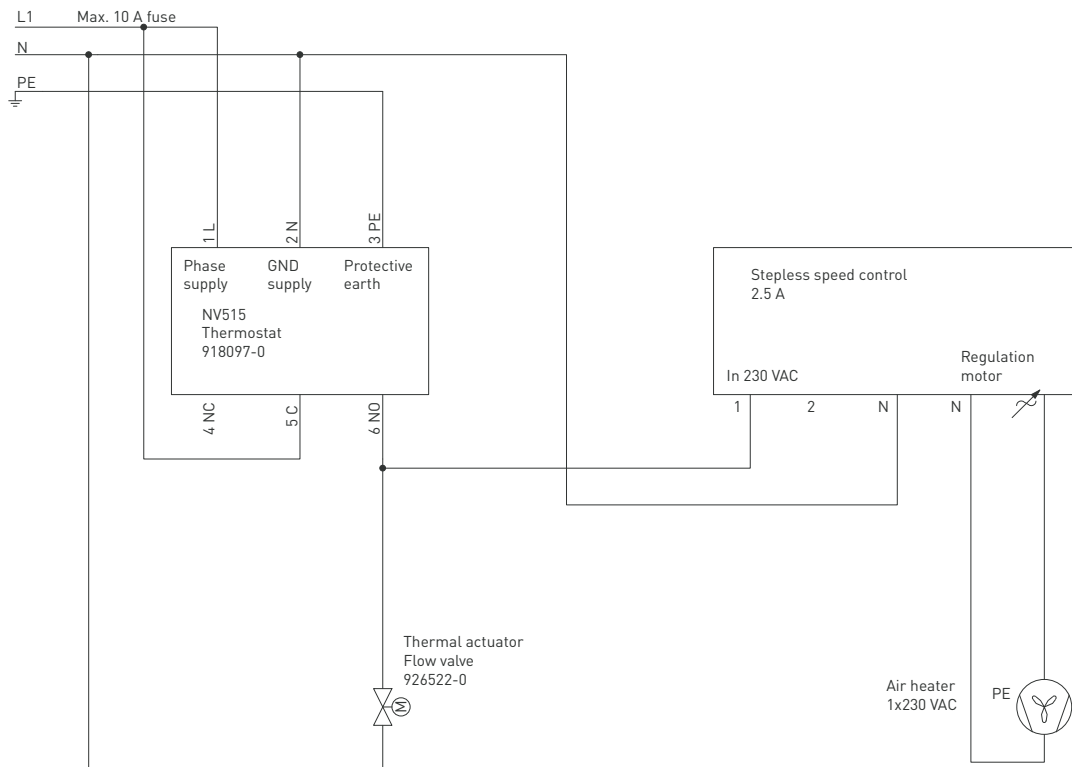 L1 Max. 10 A fuse
N
PE
1 L
2 N
3 PE
Phase
supply
GND
supply
Protective
earth
NV515
Thermostat
918097-0
4 NC
5 C
6 NO
Stepless speed control
2.5 A
In 230 VAC
Regulation
motor
1
2
N
N
Thermal actuator
Flow valve
926522-0
M
Air heater
1x230 VAC
PE